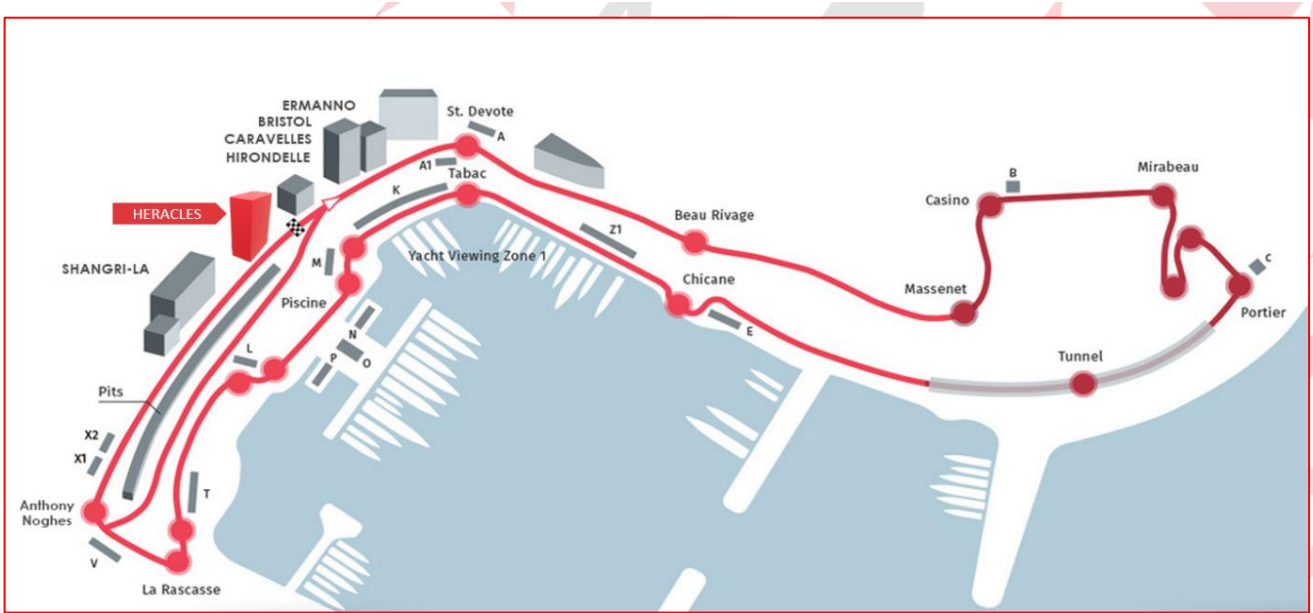 ERMANNO
BRISTOL
CARAVELLES
HIRONDELLE
St. Devote
A
A1
Tabac
K
HERACLES
SHANGRI-LA
M
Piscine
Yacht Viewing Zone 1
Z1
Beau Rivage
Chicane
E
Casino
B
Mirabeau
Massenet
C
Portier
Tunnel
N
O
P
L
Pits
X2
X1
T
Anthony
Noghes
V
La Rascasse